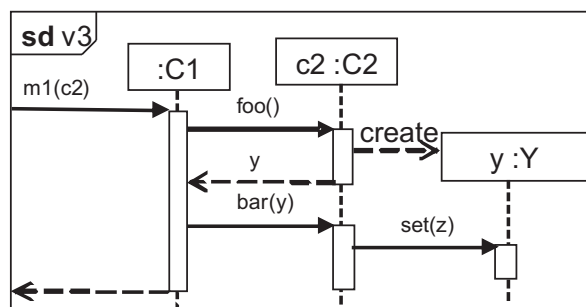 sd v3
:C1
c2 :C2
m1(c2)
foo()
create
y :Y
y
bar(y)
set(z)